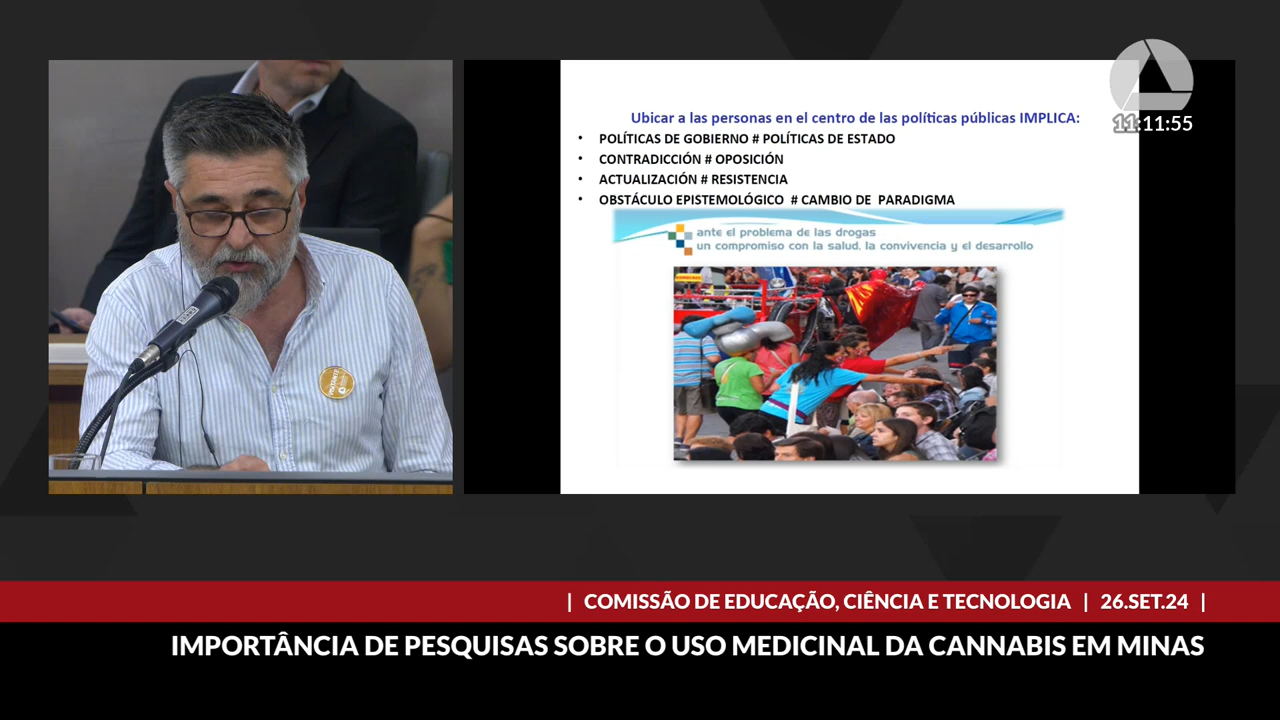 11:11:55
Ubicar a las personas en el centro de las políticas públicas IMPLICA:
• POLÍTICAS DE GOBIERNO # POLÍTICAS DE ESTADO
• CONTRADICCIÓN # OPOSICIÓN
• ACTUALIZACIÓN # RESISTENCIA
• OBSTÁCULO EPISTEMOLÓGICO # CAMBIO DE PARADIGMA
ante el problema de las drogas
un compromiso con la salud, la convivencia y el desarrollo
VISITANTE
| COMISSÃO DE EDUCAÇÃO, CIÊNCIA E TECNOLOGIA | 26.SET.24 |
IMPORTÂNCIA DE PESQUISAS SOBRE O USO MEDICINAL DA CANNABIS EM MINAS